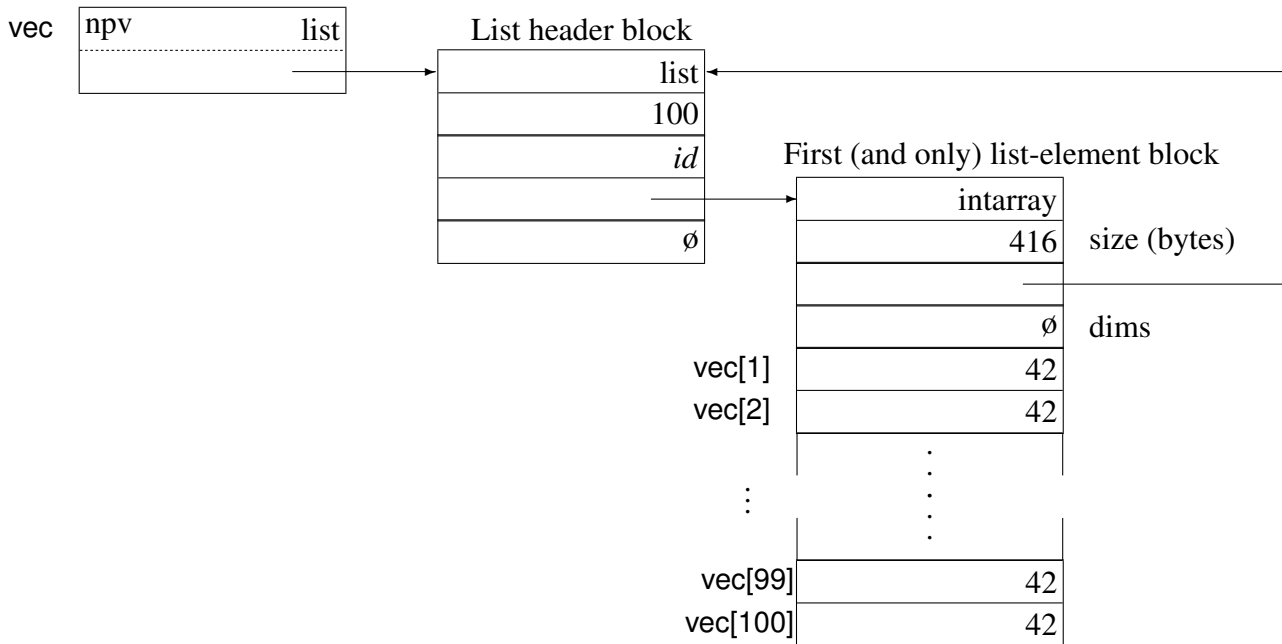 vec npv list
List header block
list
100
id
First (and only) list-element block
intarray
ø
416 size (bytes)
ø dims
vec[1] 42
vec[2] 42
⋮
vec[99] 42
vec[100] 42